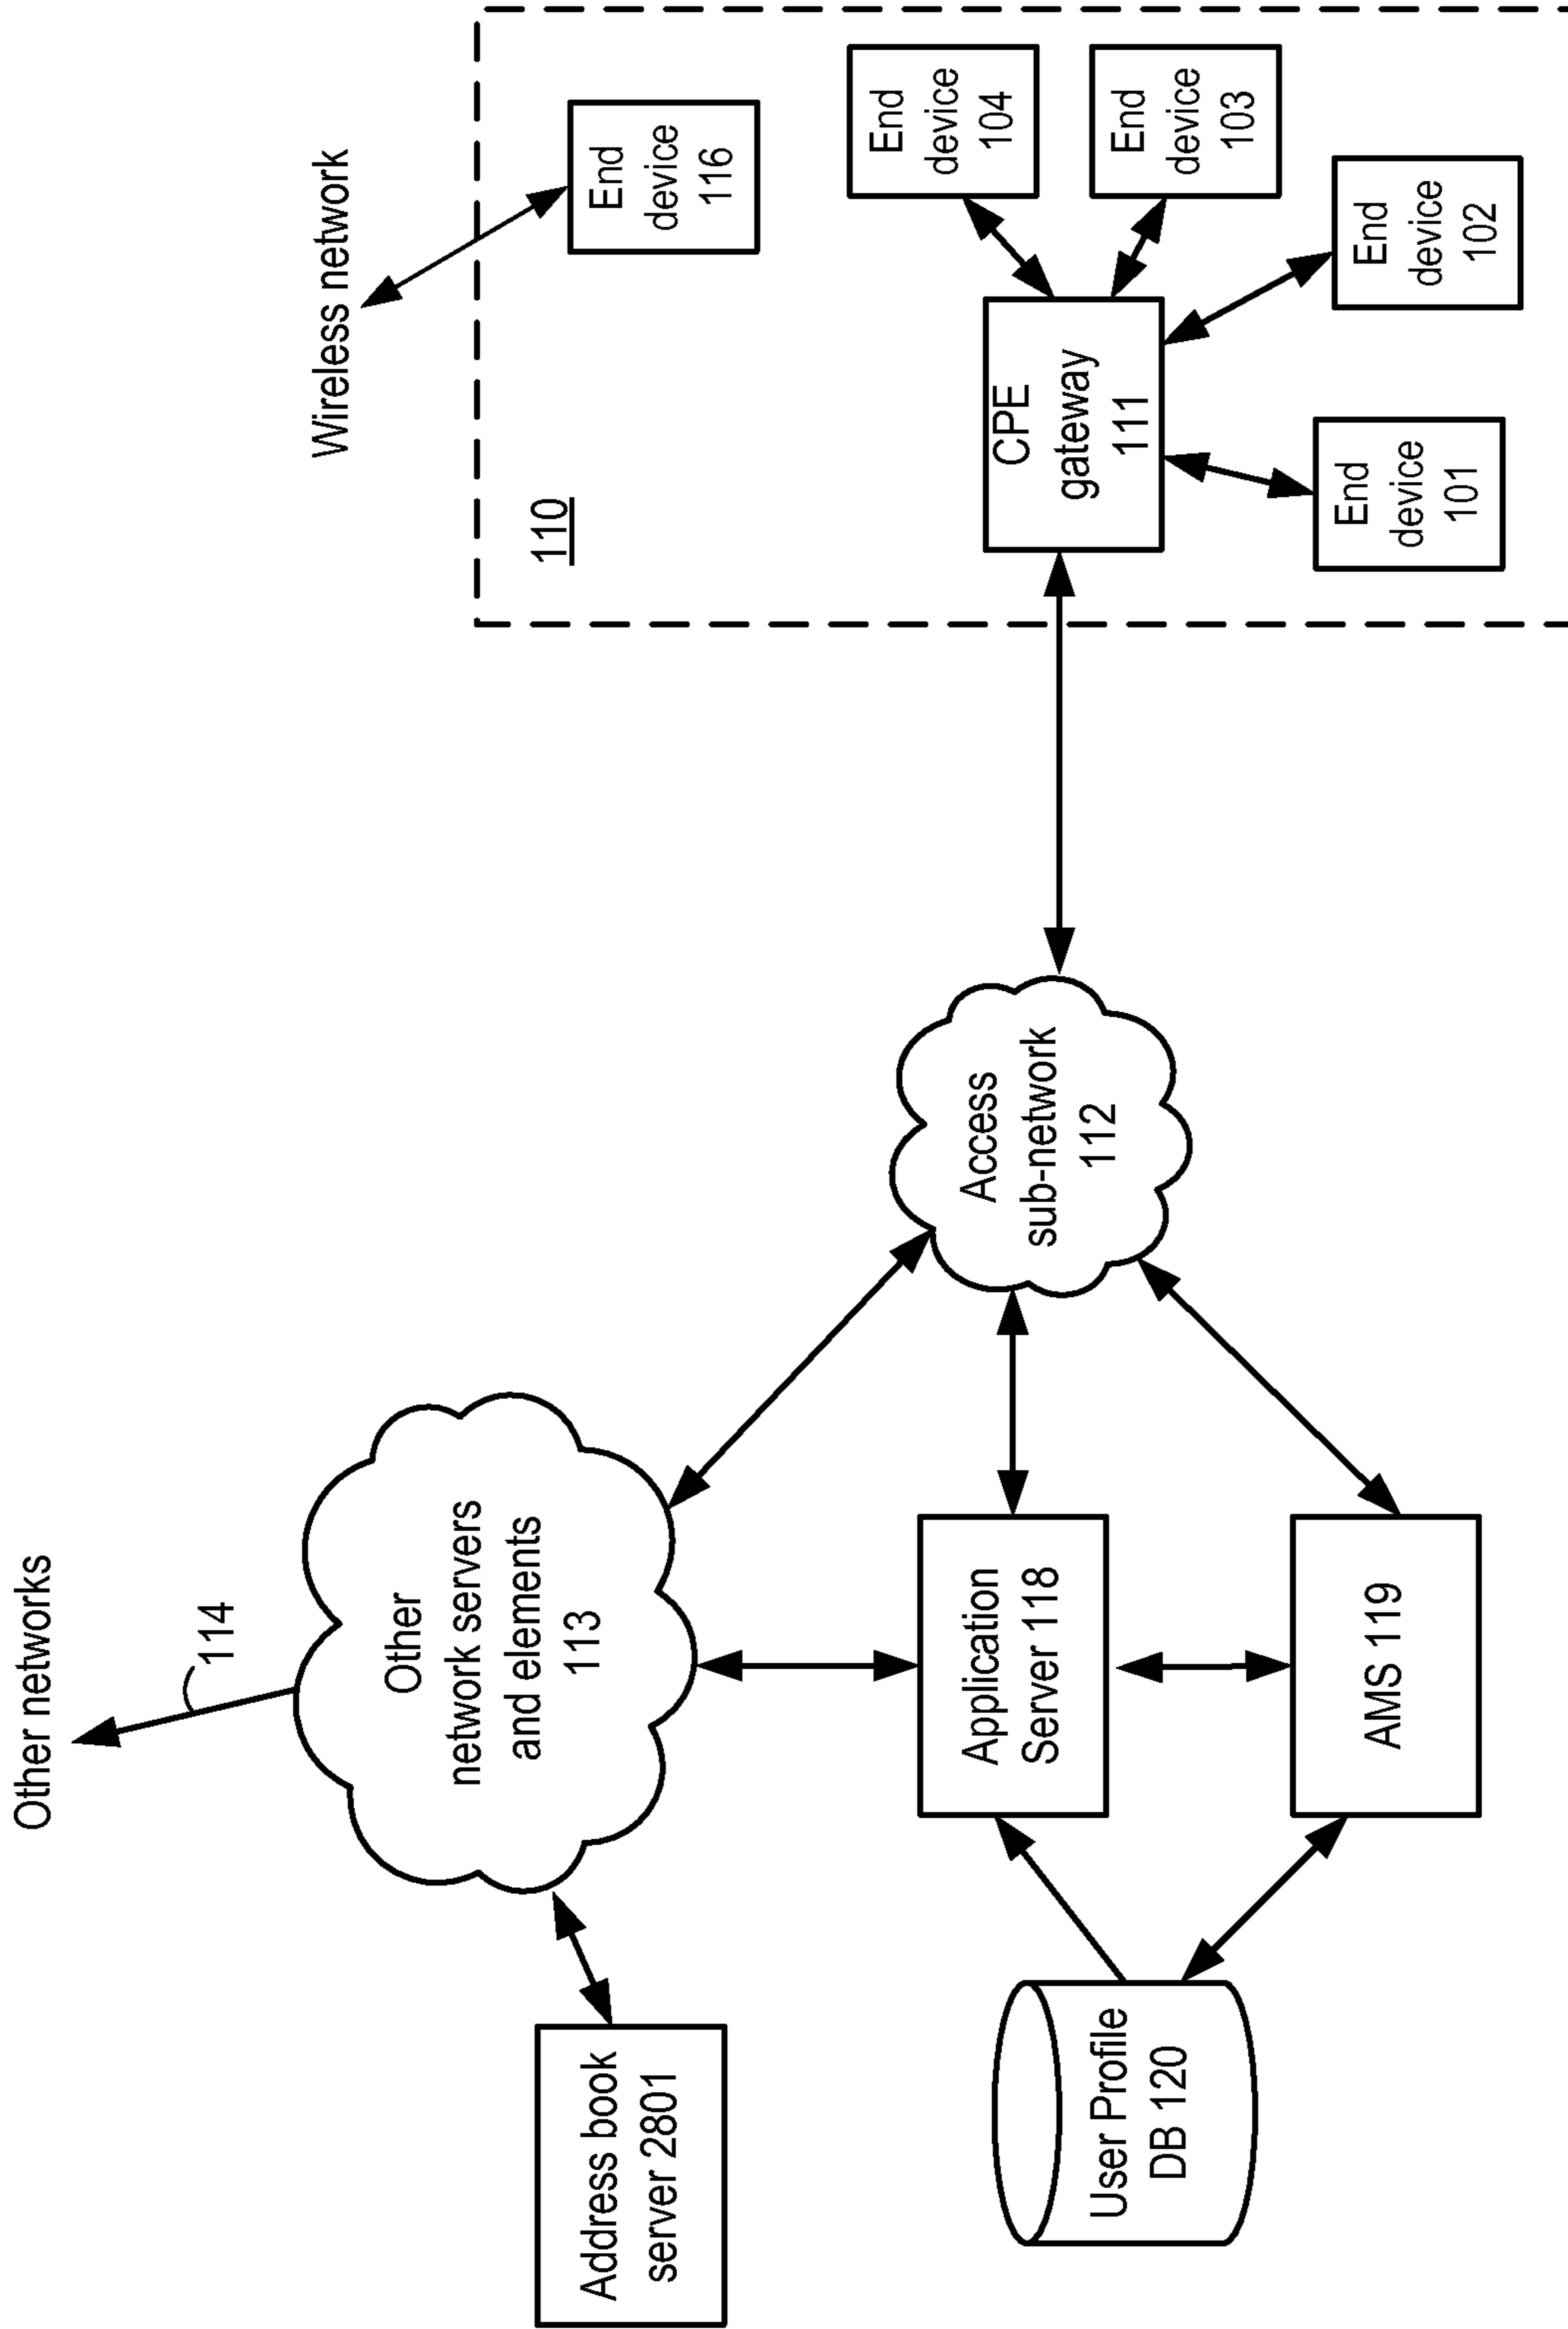 Other networks
114
Wireless network
Other
network servers
and elements
113
Address book
server 2801
110
End
device
116
Access
sub-network
112
CPE
gateway
111
End
device
104
End
device
103
End
device
102
End
device
101
Application
Server 118
User Profile
DB 120
AMS 119